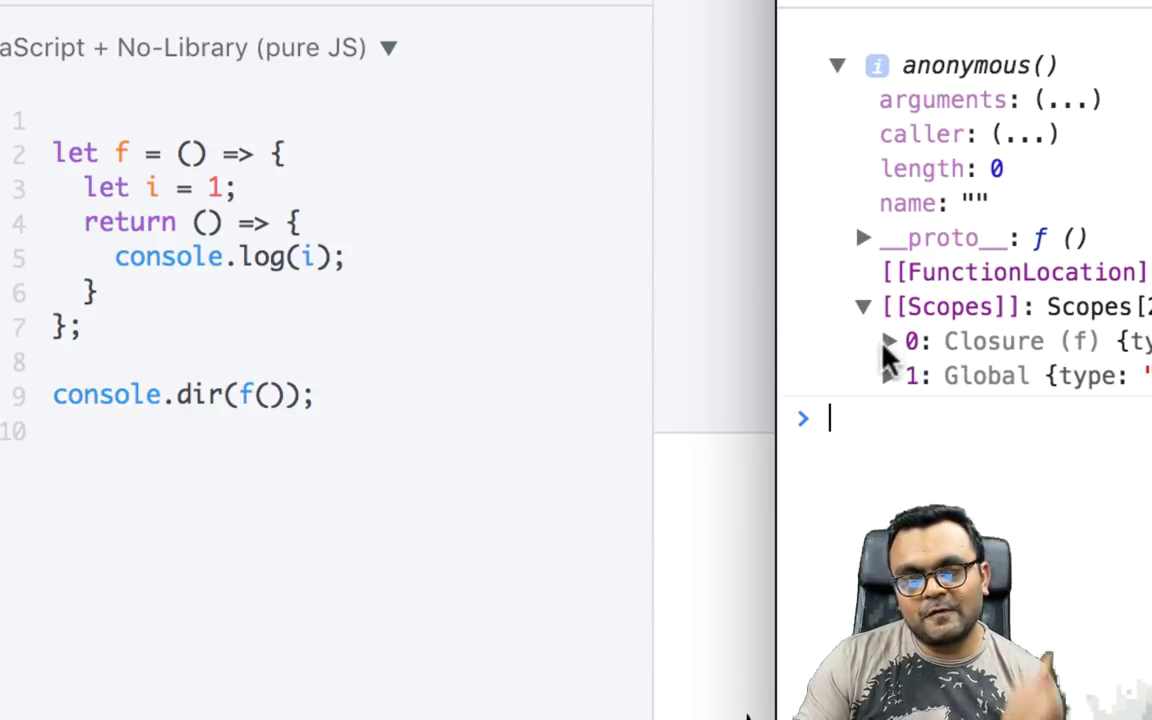 aScript + No-Library (pure JS) ▼
1
2 let f = () => {
3 let i = 1;
4 return () => {
5 console.log(i);
6 }
7 };
8
9 console.dir(f());
10
▼ i anonymous()
arguments: (...)
caller: (...)
length: 0
name: ""
▶ __proto__: f ()
[[FunctionLocation]
▼ [[Scopes]]: Scopes[2
▶ 0: Closure (f) {ty
▶ 1: Global {type: "
>